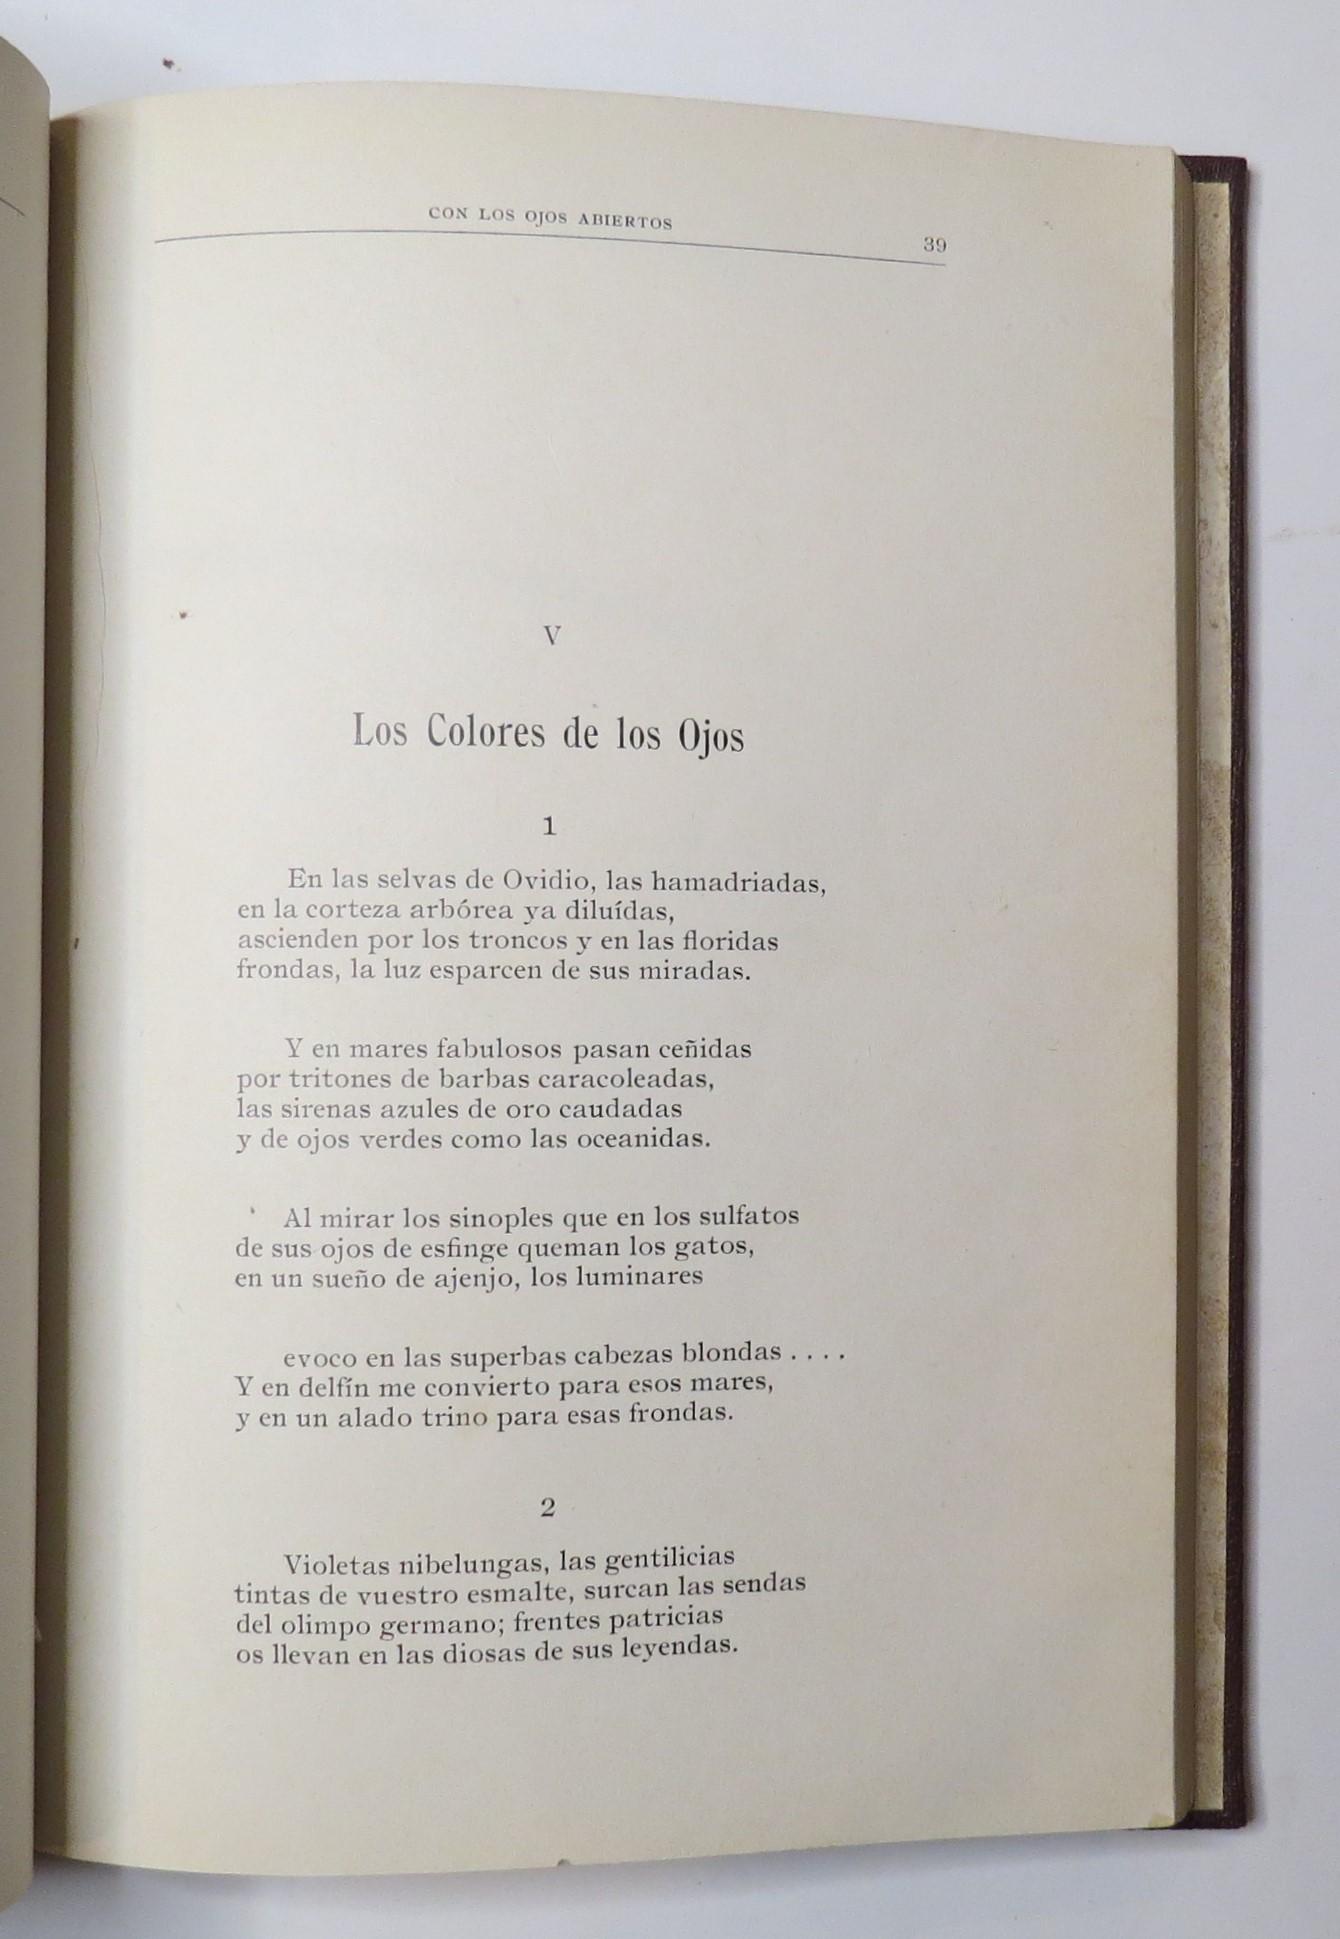 CON LOS OJOS ABIERTOS
39
V
Los Colores de los Ojos
1
En las selvas de Ovidio, las hamadriadas,
en la corteza arbórea ya diluídas,
ascienden por los troncos y en las floridas
frondas, la luz esparcen de sus miradas.
Y en mares fabulosos pasan ceñidas
por tritones de barbas caracoleadas,
las sirenas azules de oro caudadas
y de ojos verdes como las oceanidas.
Al mirar los sinoples que en los sulfatos
de sus ojos de esfinge queman los gatos,
en un sueño de ajenjo, los luminares
evoco en las superbas cabezas blondas . . . .
Y en delfín me convierto para esos mares,
y en un alado trino para esas frondas.
2
Violetas nibelungas, las gentilicias
tintas de vuestro esmalte, surcan las sendas
del olimpo germano; frentes patricias
os llevan en las diosas de sus leyendas.